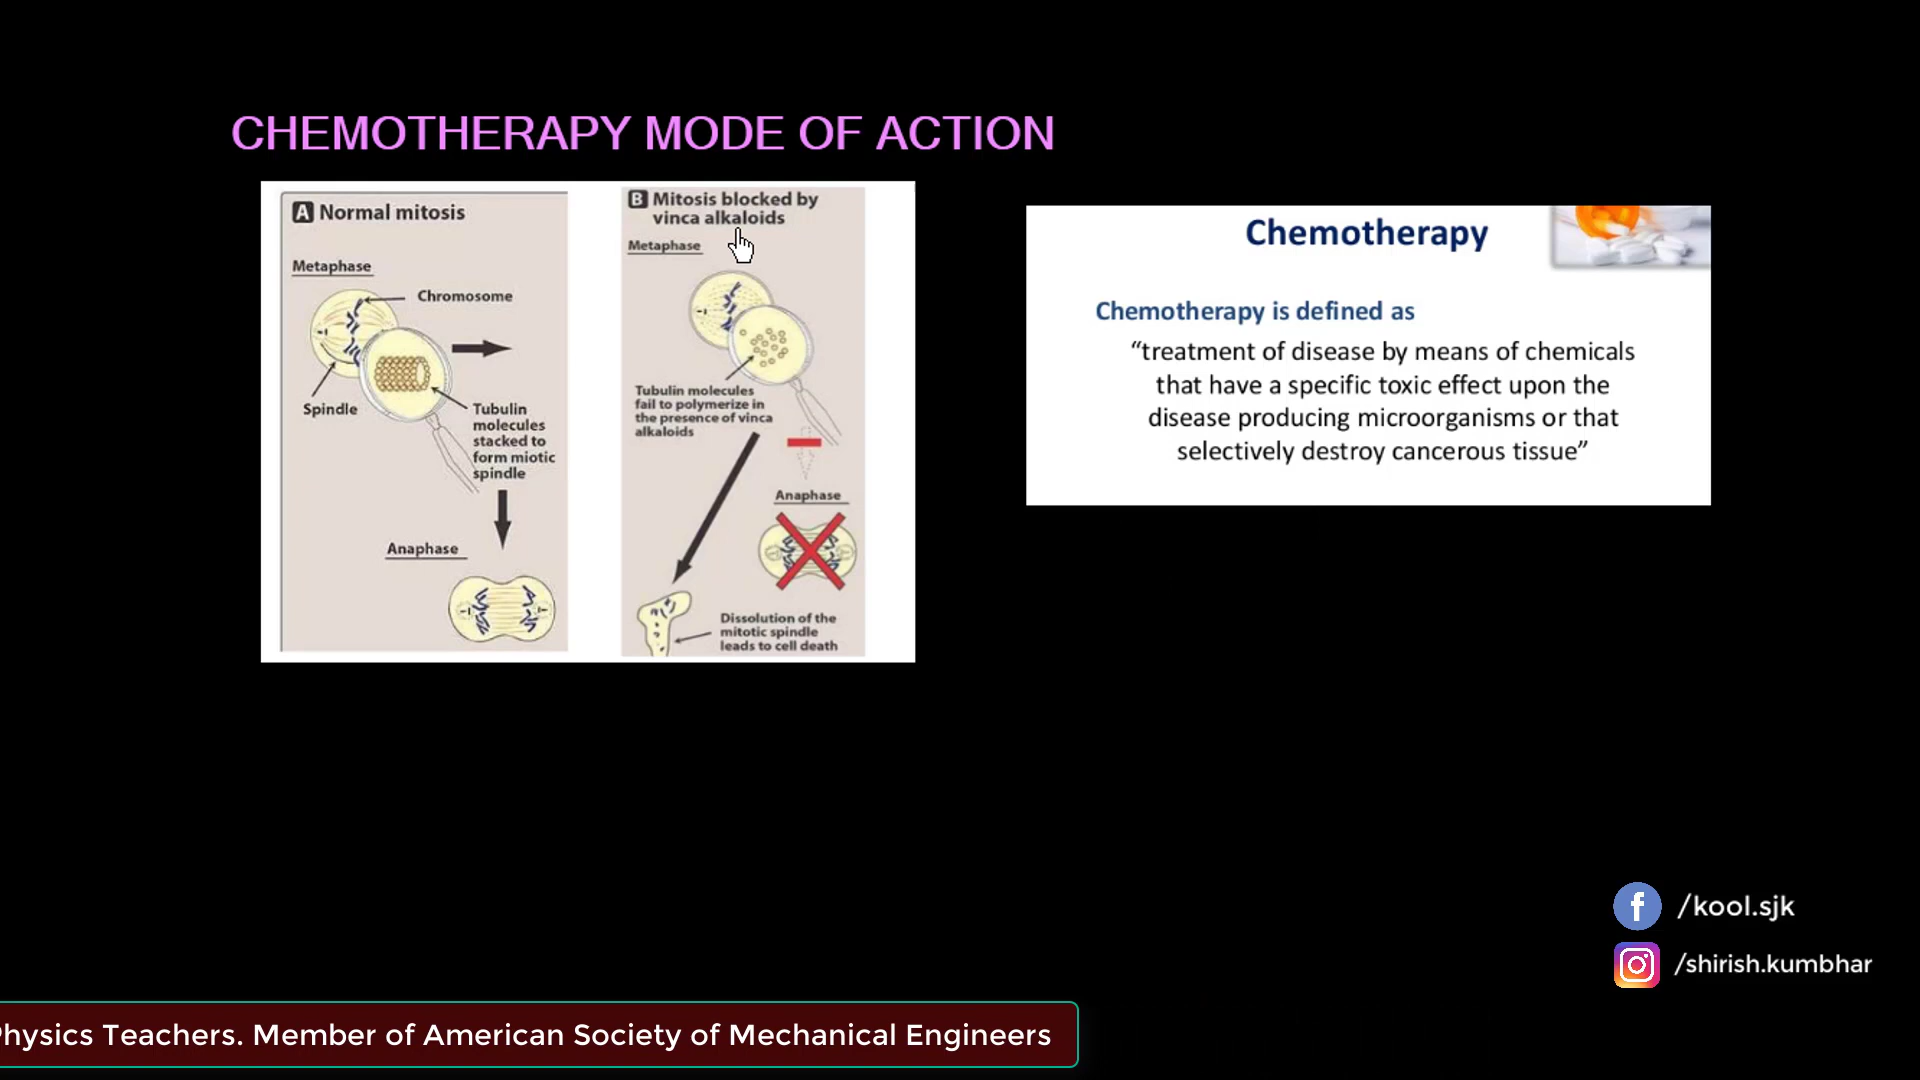 CHEMOTHERAPY MODE OF ACTION
A Normal mitosis
Metaphase
Chromosome
Spindle
Tubulin
molecules
stacked to
form miotic
spindle
Anaphase
B Mitosis blocked by
vinca alkaloids
Metaphase
Tubulin molecules
fail to polymerize in
the presence of vinca
alkaloids
Anaphase
Dissolution of the
mitotic spindle
leads to cell death
Chemotherapy
Chemotherapy is defined as
“treatment of disease by means of chemicals
that have a specific toxic effect upon the
disease producing microorganisms or that
selectively destroy cancerous tissue”
f /kool.sjk
/shirish.kumbhar
Physics Teachers. Member of American Society of Mechanical Engineers